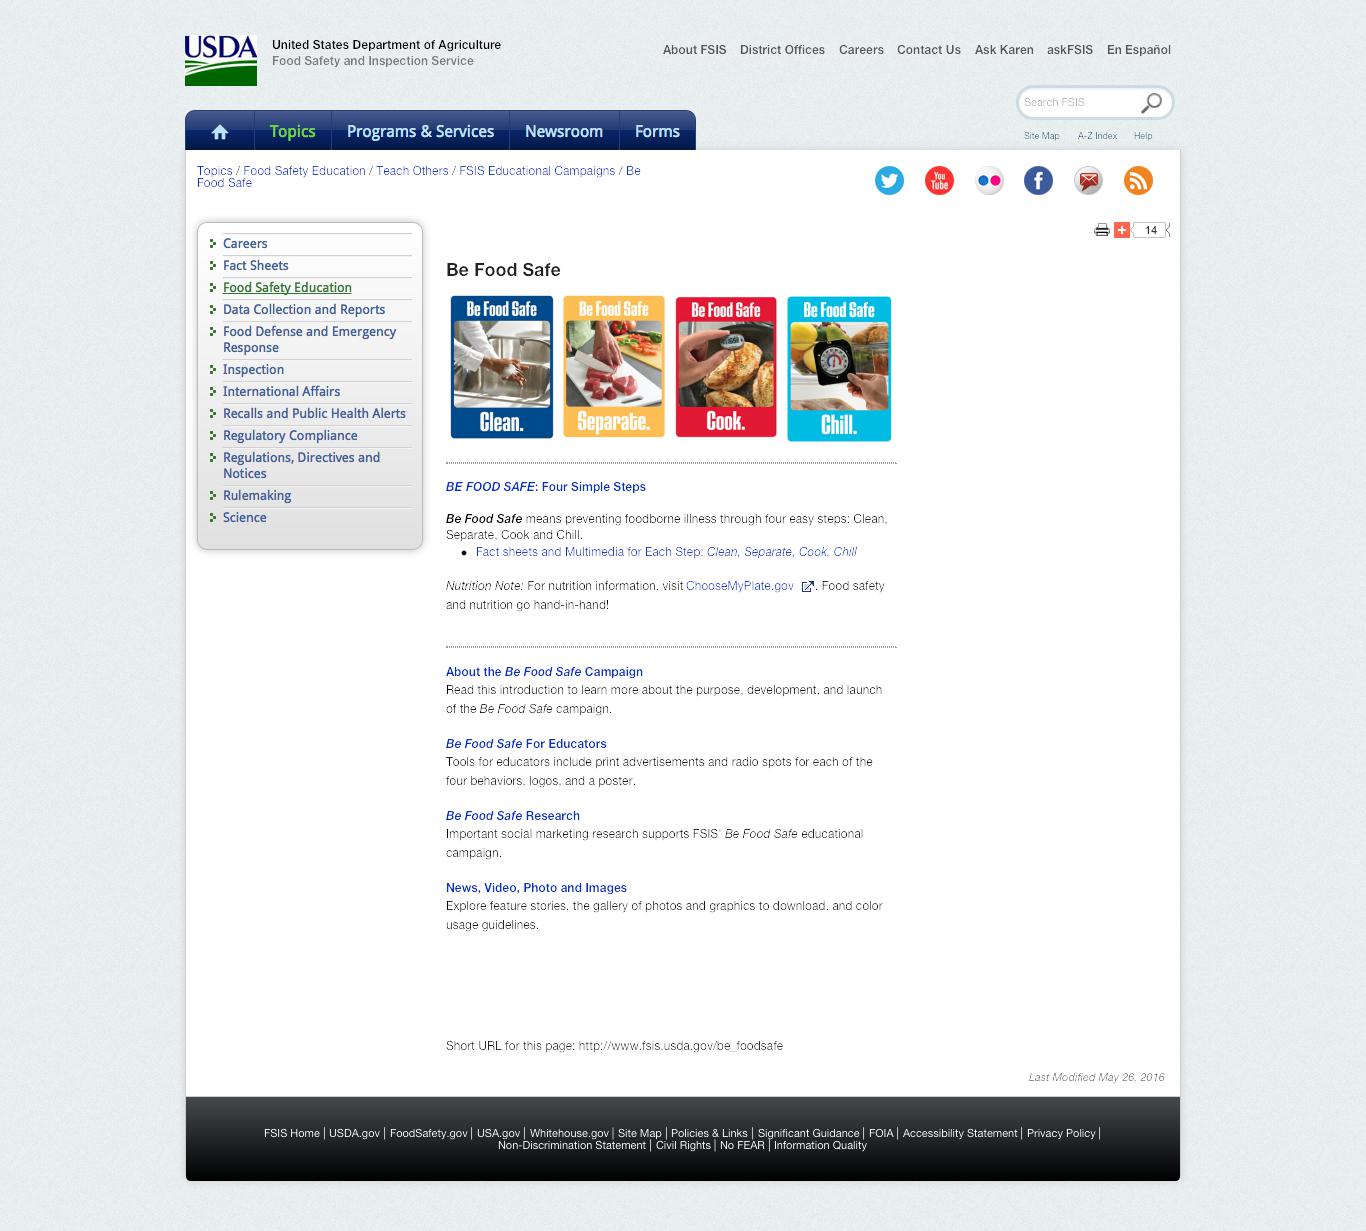 USDA
United States Department of Agriculture
Food Safety and Inspection Service
About FSIS District Offices Careers Contact Us Ask Karen askFSIS En Español
Search FSIS
Site Map A-Z Index Help
Topics Programs & Services Newsroom Forms
Topics / Food Safety Education / Teach Others / FSIS Educational Campaigns / Be
Food Safe
You
Tube
14
Careers
Fact Sheets
Food Safety Education
Data Collection and Reports
Food Defense and Emergency
Response
Inspection
International Affairs
Recalls and Public Health Alerts
Regulatory Compliance
Regulations, Directives and
Notices
Rulemaking
Science
Be Food Safe
Be Food Safe Be Food Safe Be Food Safe Be Food Safe
Clean. Separate. Cook. Chill.
BE FOOD SAFE: Four Simple Steps
Be Food Safe means preventing foodborne illness through four easy steps: Clean,
Separate, Cook and Chill.
Fact sheets and Multimedia for Each Step: Clean, Separate, Cook, Chill
Nutrition Note: For nutrition information, visit ChooseMyPlate.gov . Food safety
and nutrition go hand-in-hand!
About the Be Food Safe Campaign
Read this introduction to learn more about the purpose, development, and launch
of the Be Food Safe campaign.
Be Food Safe For Educators
Tools for educators include print advertisements and radio spots for each of the
four behaviors, logos, and a poster.
Be Food Safe Research
Important social marketing research supports FSIS' Be Food Safe educational
campaign.
News, Video, Photo and Images
Explore feature stories, the gallery of photos and graphics to download, and color
usage guidelines.
Short URL for this page: http://www.fsis.usda.gov/be_foodsafe
Last Modified May 26, 2016
FSIS Home | USDA.gov | FoodSafety.gov | USA.gov | Whitehouse.gov | Site Map | Policies & Links | Significant Guidance | FOIA | Accessibility Statement | Privacy Policy |
Non-Discrimination Statement | Civil Rights | No FEAR | Information Quality